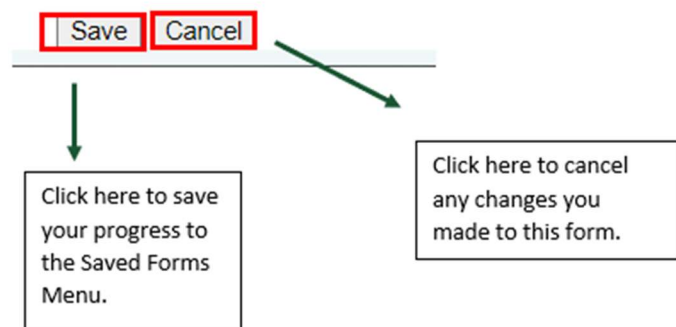 Save Cancel
Click here to save
your progress to
the Saved Forms
Menu.
Click here to cancel
any changes you
made to this form.